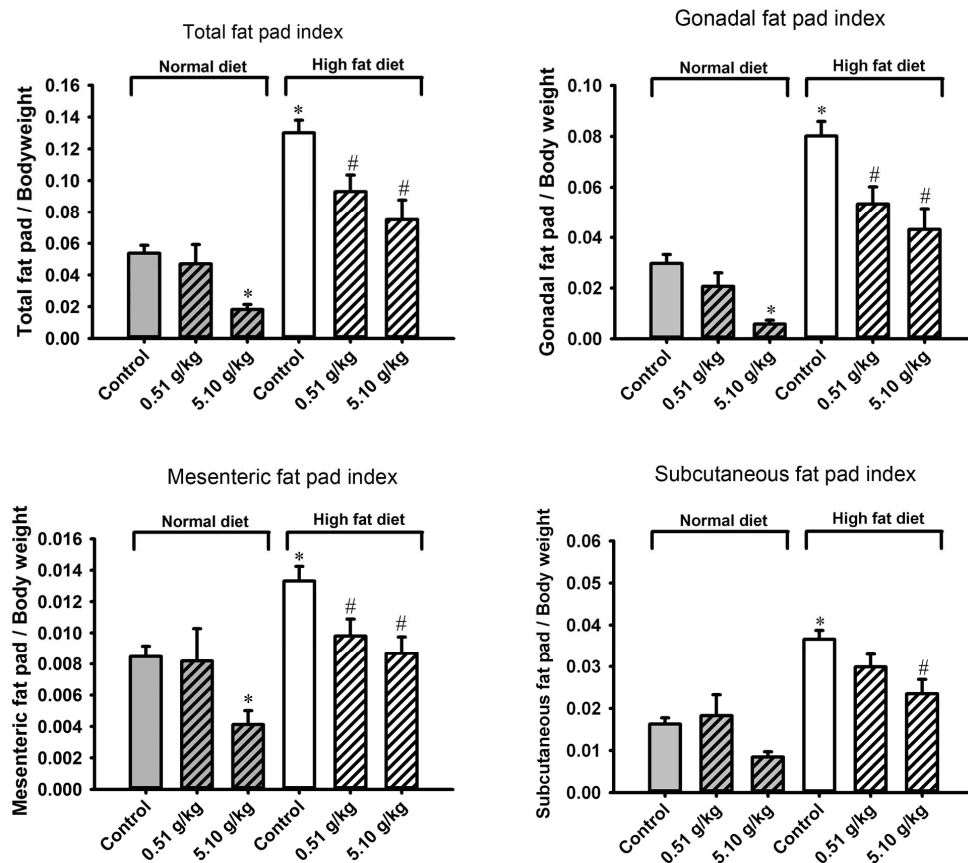 Total fat pad index
Normal diet
High fat diet
Total fat pad / Bodyweight
0.16
0.14
0.12
0.10
0.08
0.06
0.04
0.02
0.00
*
*
#
#
Control
0.51 g/kg
5.10 g/kg
Control
0.51 g/kg
5.10 g/kg
Gonadal fat pad index
Normal diet
High fat diet
Gonadal fat pad / Body weight
0.10
0.08
0.06
0.04
0.02
0.00
*
*
#
#
Control
0.51 g/kg
5.10 g/kg
Control
0.51 g/kg
5.10 g/kg
Mesenteric fat pad index
Normal diet
High fat diet
Mesenteric fat pad / Body weight
0.016
0.014
0.012
0.010
0.008
0.006
0.004
0.002
0.000
*
*
#
#
Control
0.51 g/kg
5.10 g/kg
Control
0.51 g/kg
5.10 g/kg
Subcutaneous fat pad index
Normal diet
High fat diet
Subcutaneous fat pad / Body weight
0.06
0.05
0.04
0.03
0.02
0.01
0.00
*
#
Control
0.51 g/kg
5.10 g/kg
Control
0.51 g/kg
5.10 g/kg